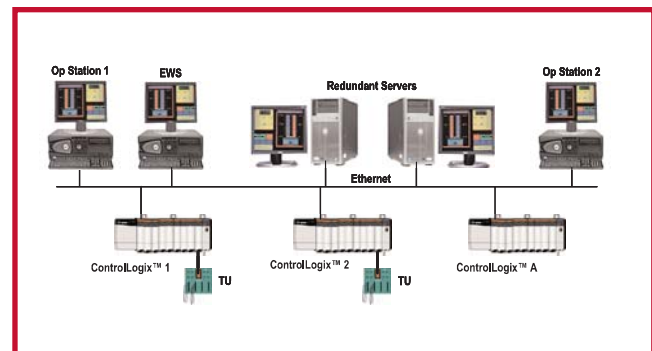 Op Station 1
EWS
Redundant Servers
Op Station 2
Ethernet
ControlLogix™ 1
TU
ControlLogix™ 2
TU
ControlLogix™ A